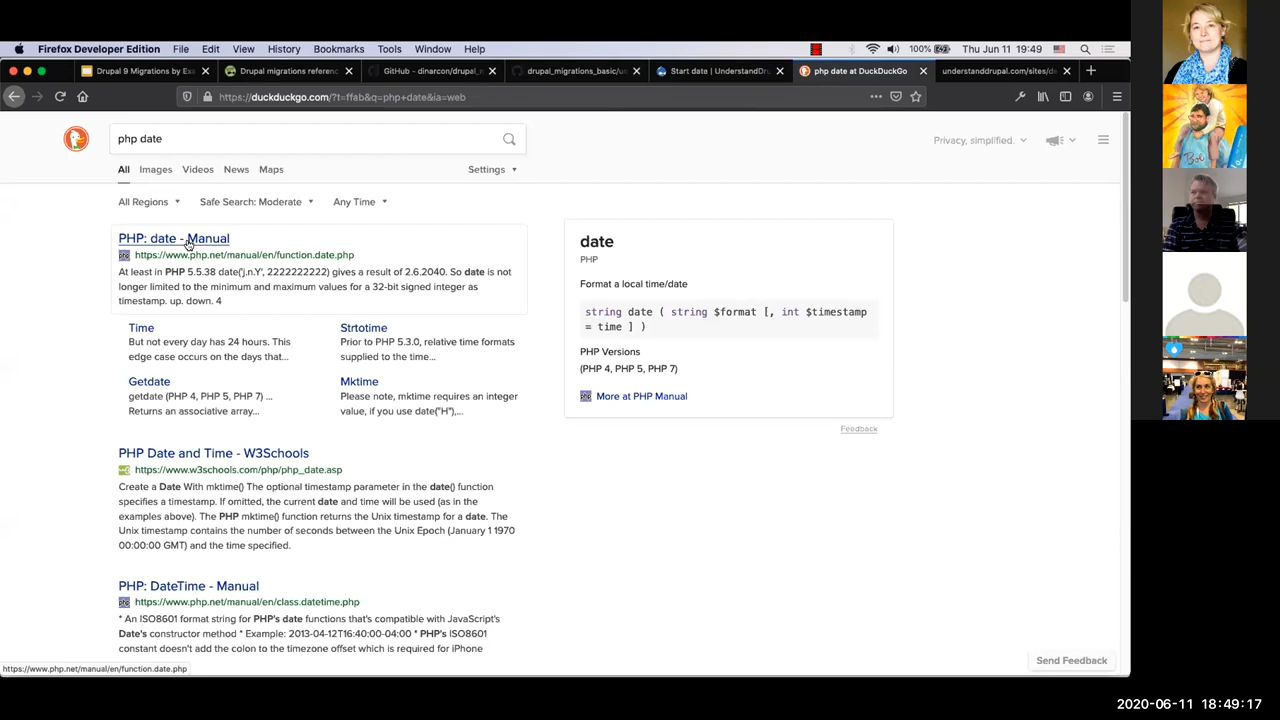 Firefox Developer Edition File Edit View History Bookmarks Tools Window Help 100% Thu Jun 11 19:49
Drupal 9 Migrations by Ex Drupal migrations referenc GitHub - dinarcon/drupal_r drupal_migrations_basic/us Start date | UnderstandDru php date at DuckDuckGo understanddrupal.com/sites/de
https://duckduckgo.com/?t=ffab&q=php+date&ia=web
php date
Privacy, simplified.
All Images Videos News Maps Settings
All Regions Safe Search: Moderate Any Time
PHP: date - Manual
https://www.php.net/manual/en/function.date.php
At least in PHP 5.5.38 date('j.n.Y', 2222222222) gives a result of 2.6.2040. So date is not
longer limited to the minimum and maximum values for a 32-bit signed integer as
timestamp. up. down. 4
Time
But not every day has 24 hours. This
edge case occurs on the days that...
Strtotime
Prior to PHP 5.3.0, relative time formats
supplied to the time...
Getdate
getdate (PHP 4, PHP 5, PHP 7) ...
Returns an associative array...
Mktime
Please note, mktime requires an integer
value, if you use date("H"),...
PHP Date and Time - W3Schools
https://www.w3schools.com/php/php_date.asp
Create a Date With mktime() The optional timestamp parameter in the date() function
specifies a timestamp. If omitted, the current date and time will be used (as in the
examples above). The PHP mktime() function returns the Unix timestamp for a date. The
Unix timestamp contains the number of seconds between the Unix Epoch (January 1 1970
00:00:00 GMT) and the time specified.
PHP: DateTime - Manual
https://www.php.net/manual/en/class.datetime.php
* An ISO8601 format string for PHP's date functions that's compatible with JavaScript's
Date's constructor method * Example: 2013-04-12T16:40:00-04:00 * PHP's ISO8601
constant doesn't add the colon to the timezone offset which is required for iPhone
date
PHP
Format a local time/date
string date ( string $format [, int $timestamp
= time ] )
PHP Versions
(PHP 4, PHP 5, PHP 7)
php More at PHP Manual
Feedback
Send Feedback
https://www.php.net/manual/en/function.date.php
2020-06-11 18:49:17